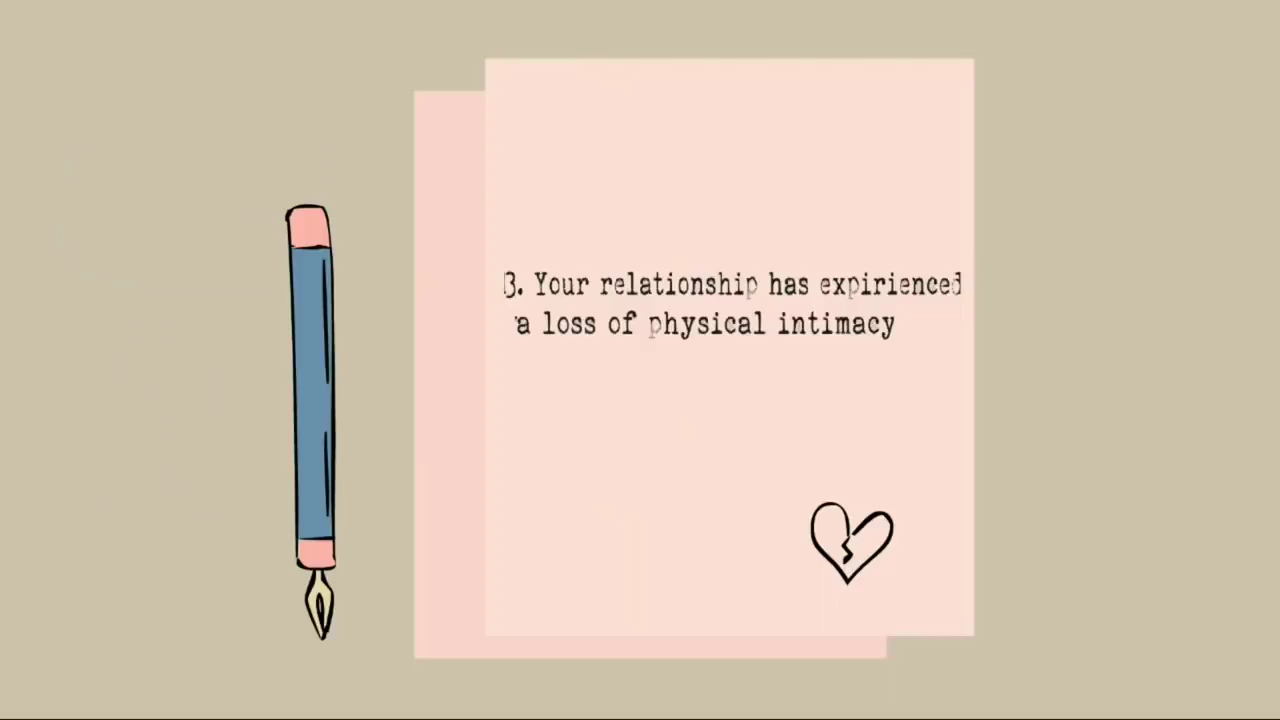 3. Your relationship has expirienced
a loss of physical intimacy